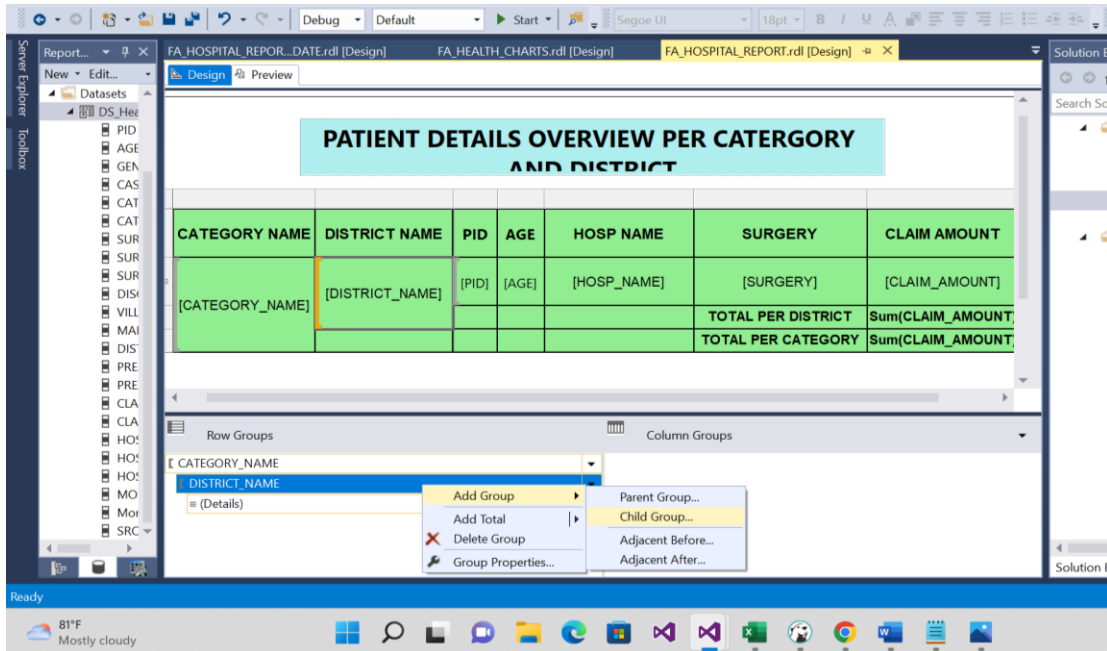 Debug Default Start Segoe UI 18pt B I U A
Server Explorer
Toolbox
Report...
New Edit...
Datasets
DS_Hea
PID
AGE
GEN
CAS
CAT
CAT
SUR
SUR
SUR
DIS
VILL
MAI
DIS
PRE
PRE
CLA
CLA
HOS
HOS
HOS
MO
Mor
SRC
FA_HOSPITAL_REPOR...DATE.rdl [Design] FA_HEALTH_CHARTS.rdl [Design] FA_HOSPITAL_REPORT.rdl [Design]
Design Preview
PATIENT DETAILS OVERVIEW PER CATERGORY
AND DISTRICT
CATEGORY NAME DISTRICT NAME PID AGE HOSP NAME SURGERY CLAIM AMOUNT
[CATEGORY_NAME] [DISTRICT_NAME] [PID] [AGE] [HOSP_NAME] [SURGERY] [CLAIM_AMOUNT]
TOTAL PER DISTRICT Sum(CLAIM_AMOUNT)
TOTAL PER CATEGORY Sum(CLAIM_AMOUNT)
Row Groups Column Groups
CATEGORY_NAME
DISTRICT_NAME
(Details)
Add Group
Add Total
Delete Group
Group Properties...
Parent Group...
Child Group...
Adjacent Before...
Adjacent After...
Solution E
Search So
Solution E
Ready
81°F
Mostly cloudy